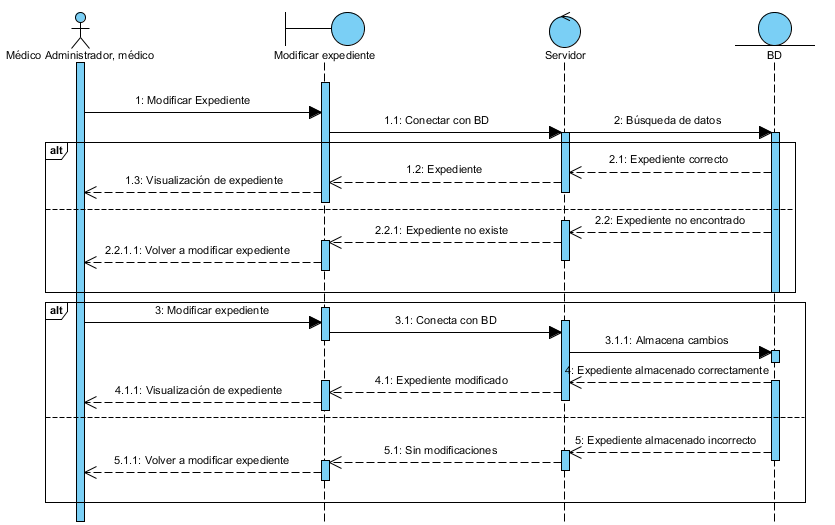 Médico Administrador, médico
Modificar expediente
Servidor
BD
1: Modificar Expediente
1.1: Conectar con BD
2: Búsqueda de datos
alt
2.1: Expediente correcto
1.2: Expediente
1.3: Visualización de expediente
2.2: Expediente no encontrado
2.2.1: Expediente no existe
2.2.1.1: Volver a modificar expediente
alt
3: Modificar expediente
3.1: Conecta con BD
3.1.1: Almacena cambios
4: Expediente almacenado correctamente
4.1: Expediente modificado
4.1.1: Visualización de expediente
5: Expediente almacenado incorrecto
5.1: Sin modificaciones
5.1.1: Volver a modificar expediente